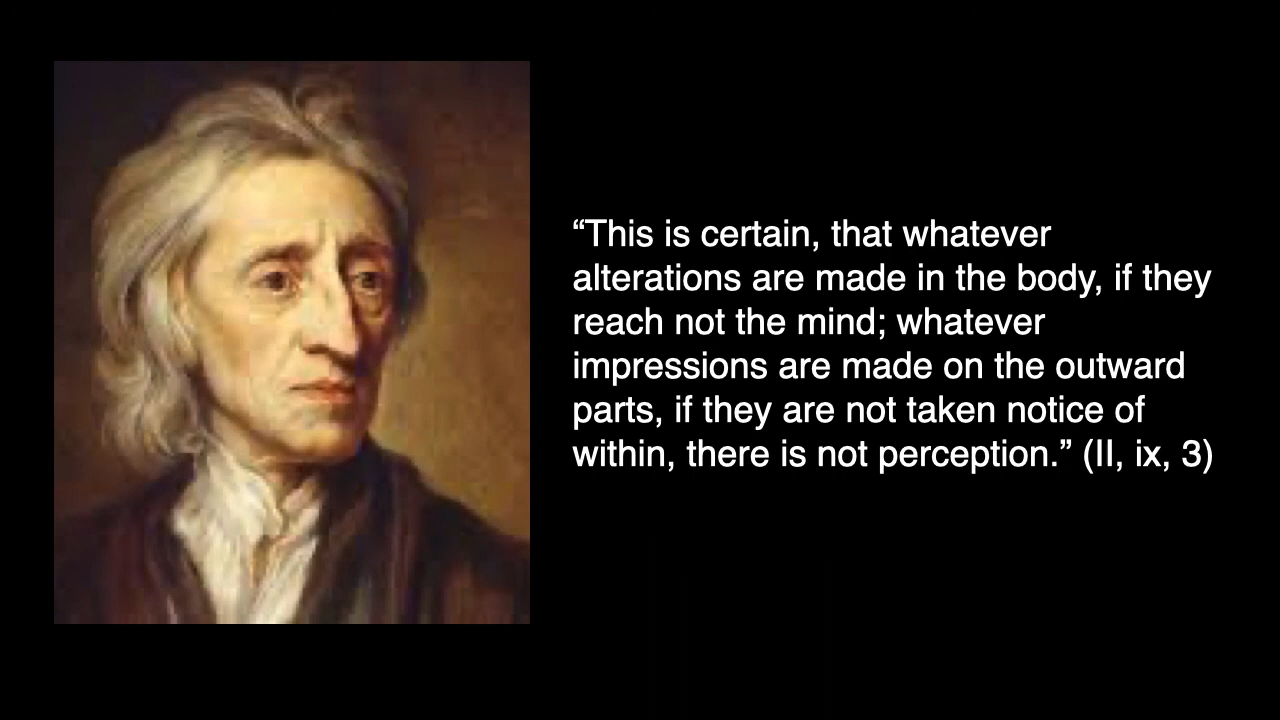 “This is certain, that whatever
alterations are made in the body, if they
reach not the mind; whatever
impressions are made on the outward
parts, if they are not taken notice of
within, there is not perception.” (II, ix, 3)